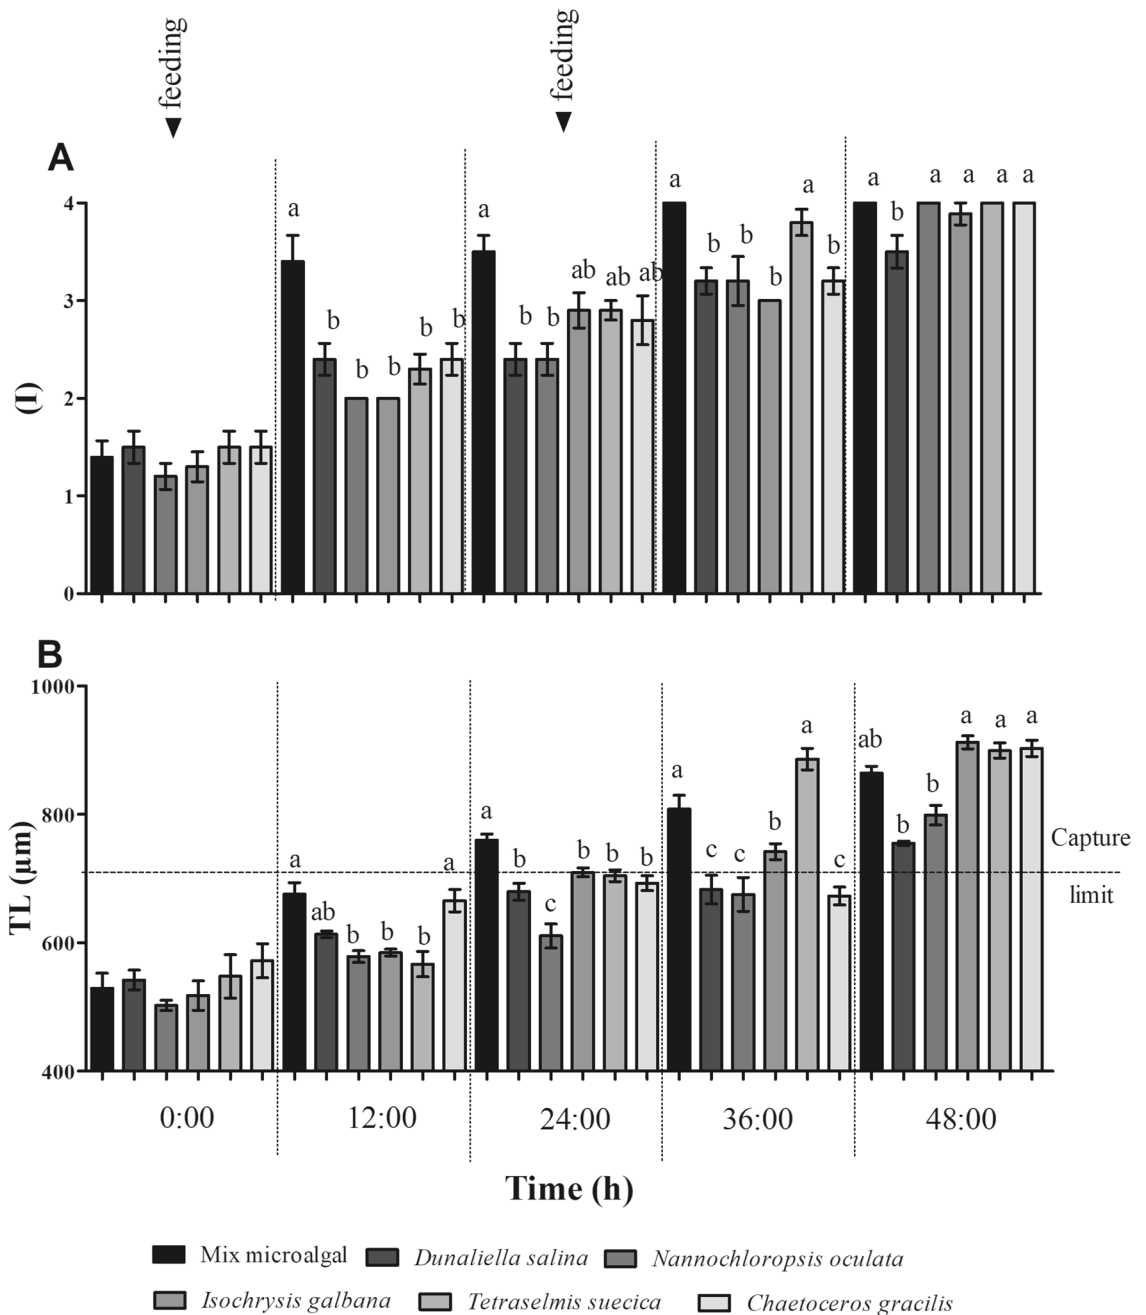 feeding
feeding
A
a
a
a
a
a
a
a
a
a
b
b
b
b
b
b
b
ab
ab
ab
b
b
b
b
b
4
3
2
1
0
(I)
B
1000
800
600
400
TL (µm)
a
ab
b
b
b
a
a
b
c
b
b
b
a
c
c
b
a
c
ab
b
b
a
a
a
Capture
limit
0:00
12:00
24:00
36:00
48:00
Time (h)
Mix microalgal
Dunaliella salina
Nannochloropsis oculata
Isochrysis galbana
Tetraselmis suecica
Chaetoceros gracilis